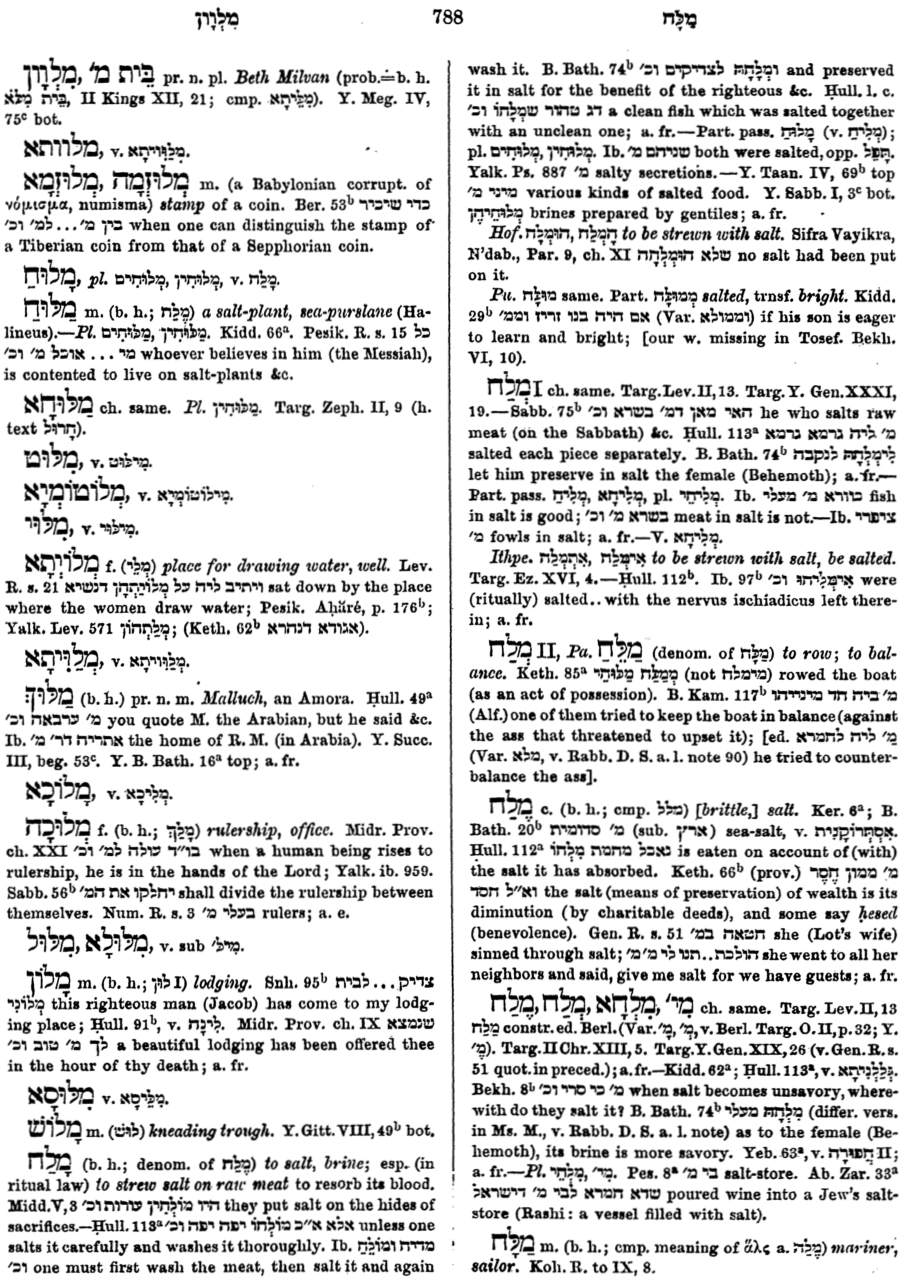 מִלְוָן 788 מַלָּח
מִלְוָן, בֵּית מ' pr. n. pl. Beth Milvan (prob.=b. h.
בֵּית מִלֹּא, II Kings XII, 21; cmp. מִלֵּיתָא). Y. Meg. IV,
75c bot.
מלוותא, v. מַלְוִויתָא.
מְלוּזְמָא, מְלוּזְמָה m. (a Babylonian corrupt. of
νόμισμα, numisma) stamp of a coin. Ber. 53b כדי שיכיר
בין מ'...למ' וכ' when one can distinguish the stamp of
a Tiberian coin from that of a Sepphorian coin.
מָלוּחַ, pl. מְלוּחִין, מְלוּחִים, v. מָלַח.
מַלּוּחַ m. (b. h.; מֶלַח) a salt-plant, sea-purslane (Ha-
lineus).—Pl. מַלּוּחִים, מַלּוּחִין. Kidd. 66a. Pesik. R. s. 15 כל
מי ... אוכל מ' וכ' whoever believes in him (the Messiah),
is contented to live on salt-plants &c.
מַלּוּחָא ch. same. Pl. מַלּוּחִין. Targ. Zeph. II, 9 (h.
text חָרוּל).
מִלּוּט, v. מִילּוּט.
מְלוֹטוֹמְיָא, v. מִילוֹטוֹמְיָא.
מִלּוּי, v. מִילּוּי.
מְלוֹיְתָא f. (מְלֵי) place for drawing water, well. Lev.
R. s. 21 ויתיב ליה על מְלוֹיְתְהֶן דנשיא sat down by the place
where the women draw water; Pesik. Aḥăré, p. 176b;
Yalk. Lev. 571 מְלַתְהוֹן; (Keth. 62b אגודא דנהרא).
מְלֵוִיתָא, v. מַלְוִויתָא.
מַלּוּךְ (b. h.) pr. n. m. Malluch, an Amora. Ḥull. 49a
מ' ערבאה וכ' you quote M. the Arabian, but he said &c.
Ib. אתריה דר' מ' the home of R. M. (in Arabia). Y. Succ.
III, beg. 53c. Y. B. Bath. 16a top; a. fr.
מָלוֹכָא, v. מַלִּיכָא.
מְלוּכָה f. (b. h.; מָלַךְ) rulership, office. Midr. Prov.
ch. XXI בו"ד עולה למ' וכ' when a human being rises to
rulership, he is in the hands of the Lord; Yalk. ib. 959.
Sabb. 56b יחלקו את המ' shall divide the rulership between
themselves. Num. R. s. 3 בעלי מ' rulers; a. e.
מִלּוּלָא, מִלּוּל, v. sub מִיל'.
מָלוֹן m. (b. h.; לוּן I) lodging. Snh. 95b צדיק...לבית
מְלוֹנִי this righteous man (Jacob) has come to my lodg-
ing place; Ḥull. 91b, v. לִינָה. Midr. Prov. ch. IX שנמצא
לך מ' טוב וכ' a beautiful lodging has been offered thee
in the hour of thy death; a. fr.
מִלּוֹסָא v. מִלֵּיסָא.
מָלוֹשׁ m. (לוּשׁ) kneading trough. Y. Gitt. VIII, 49b bot.
מָלַח (b. h.; denom. of מֶלַח) to salt, brine; esp. (in
ritual law) to strew salt on raw meat to resorb its blood.
Midd. V, 3 היו מוֹלְחִין עורות וכ' they put salt on the hides of
sacrifices.—Ḥull. 113a אלא א"כ מוֹלְחוֹ יפה יפה וכ' unless one
salts it carefully and washes it thoroughly. Ib. מדיח ומוֹלֵחַ
וכ' one must first wash the meat, then salt it and again
wash it. B. Bath. 74b ומְלָחָהּ לצדיקים וכ' and preserved
it in salt for the benefit of the righteous &c. Ḥull. l. c.
דג טהור שמְלָחוֹ וכ' a clean fish which was salted together
with an unclean one; a. fr.—Part. pass. מָלוּחַ (v. מָלִיחַ);
pl. מְלוּחִים, מְלוּחִין. Ib. שניהם מ' both were salted, opp. תָּפֵל.
Yalk. Ps. 887 מ' salty secretions.—Y. Taan. IV, 69b top
מיני מ' various kinds of salted food. Y. Sabb. I, 3c bot.
מְלוּחֵיהֶן brines prepared by gentiles; a. fr.
Hof. הָמְלַח, הוּמְלַח to be strewn with salt. Sifra Vayikra,
N'dab., Par. 9, ch. XI שלא הוּמְלְחָה no salt had been put
on it.
Pu. מוּלַּח same. Part. מְמוּלָּח salted, trnsf. bright. Kidd.
29b אם היה בנו זריז וממ' (Var. וממולא) if his son is eager
to learn and bright; [our w. missing in Tosef. Bekh.
VI, 10).
מְלַח I ch. same. Targ. Lev. II, 13. Targ. Y. Gen. XXXI,
19.—Sabb. 75b האי מאן דמ' בשרא וכ' he who salts raw
meat (on the Sabbath) &c. Ḥull. 113a מ' ליה גרמא גרמא
salted each piece separately. B. Bath. 74b לִימְלְחָהּ לנקבה
let him preserve in salt the female (Behemoth); a. fr.—
Part. pass. מְלִיחָא, מְלִיחַ, pl. מְלִיחֵי. Ib. כוורא מ' מעלי fish
in salt is good; בשרא מ' וכ' meat in salt is not.—Ib. ציפרי
מ' fowls in salt; a. fr.—V. מְלִיחָא.
Ithpe. אִתְמְלַח, אִימְּלַח to be strewn with salt, be salted.
Targ. Ez. XVI, 4.—Ḥull. 112b. Ib. 97b אִימְּלִיחוּ וכ' were
(ritually) salted.. with the nervus ischiadicus left there-
in; a. fr.
מְלַח II, Pa. מַלַּח (denom. of מַלָּח) to row; to bal-
ance. Keth. 85a מְמַלַּח מַלּוּחֵי (not מימלח) rowed the boat
(as an act of possession). B. Kam. 117b מ' ביה חד מינייהו
(Alf.) one of them tried to keep the boat in balance (against
the ass that threatened to upset it); [ed. מ' ליה לחמרא
(Var. מלא, v. Rabb. D. S. a. l. note 90) he tried to counter-
balance the ass].
מֶלַח c. (b. h.; cmp. מלל) [brittle,] salt. Ker. 6a; B.
Bath. 20b מ' סדומית (sub. ארץ) sea-salt, v. אִסְתְּרוֹקָנִית.
Ḥull. 112a נאכל מחמת מִלְחוֹ is eaten on account of (with)
the salt it has absorbed. Keth. 66b (prov.) מ' ממון חֶסֶר
וא"ל חסד the salt (means of preservation) of wealth is its
diminution (by charitable deeds), and some say ḥesed
(benevolence). Gen. R. s. 51 חטאה במ' she (Lot's wife)
sinned through salt; הולכת..תנו לי מ'מ' she went to all her
neighbors and said, give me salt for we have guests; a. fr.
מֶלַח, מְלַח, מִלְחָא, מִי' ch. same. Targ. Lev. II, 13
מְלַח constr. ed. Berl. (Var. מַ', מֶ', v. Berl. Targ. O. II, p. 32; Y.
מֵ'). Targ. II Chr. XIII, 5. Targ. Y. Gen. XIX, 26 (v. Gen. R. s.
51 quot. in preced.); a. fr.—Kidd. 62a; Ḥull. 113a, v. גְּלָלְנִיתָא.
Bekh. 8b מ' כי סרי וכ' when salt becomes unsavory, where-
with do they salt it? B. Bath. 74b מִלְחָהּ מעלי (differ. vers.
in Ms. M., v. Rabb. D. S. a. l. note) as to the female (Be-
hemoth), its brine is more savory. Yeb. 63a, v. חֲפוּרָה II;
a. fr.—Pl. מִלְחֵי, מִי'. Pes. 8a בי מ' salt-store. Ab. Zar. 33a
שדא חמרא לבי מ' דישראל poured wine into a Jew's salt-
store (Rashi: a vessel filled with salt).
מַלָּח m. (b. h.; cmp. meaning of ἅλς a. מְלֵחָה) mariner,
sailor. Koh. R. to IX, 8.